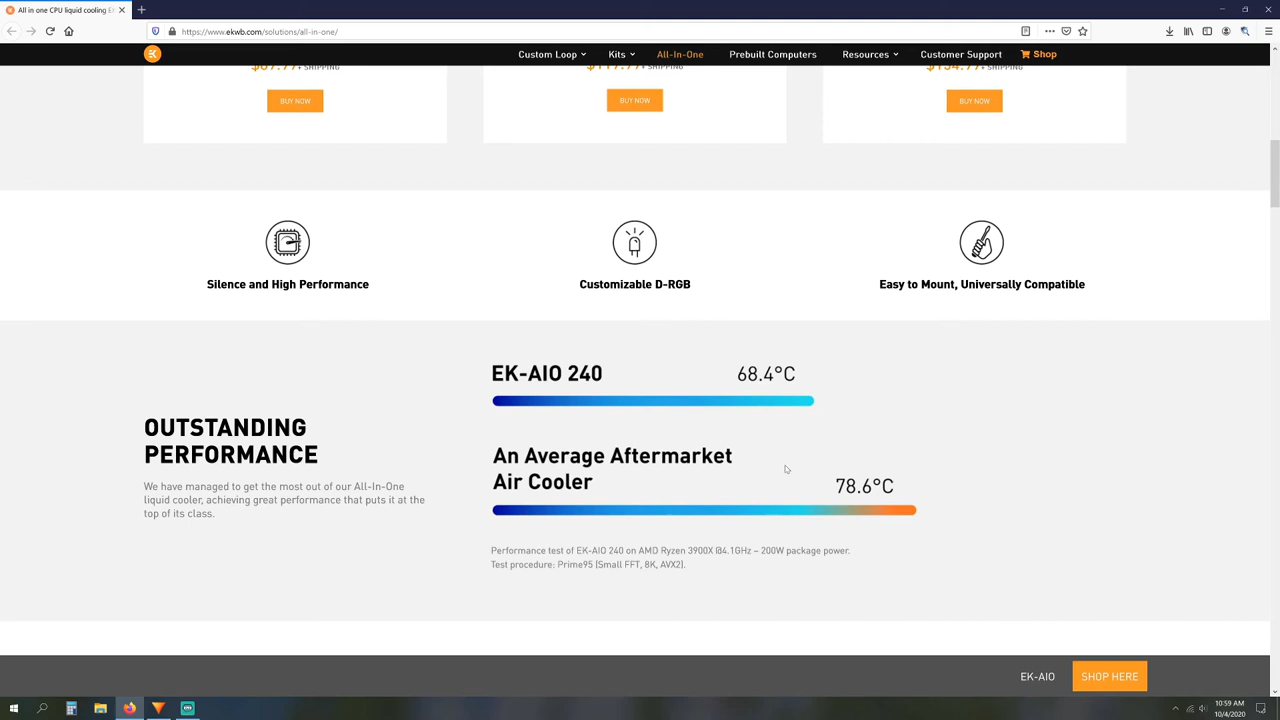 All in one CPU liquid cooling E
https://www.ekwb.com/solutions/all-in-one/
Custom Loop Kits All-In-One Prebuilt Computers Resources Customer Support Shop
+ SHIPPING + SHIPPING + SHIPPING
BUY NOW BUY NOW BUY NOW
Silence and High Performance Customizable D-RGB Easy to Mount, Universally Compatible
EK-AIO 240 68.4°C
OUTSTANDING
PERFORMANCE
We have managed to get the most out of our All-In-One
liquid cooler, achieving great performance that puts it at the
top of its class.
An Average Aftermarket
Air Cooler 78.6°C
Performance test of EK-AIO 240 on AMD Ryzen 3900X @4.1GHz – 200W package power.
Test procedure: Prime95 (Small FFT, 8K, AVX2).
EK-AIO SHOP HERE
10:59 AM
10/4/2020